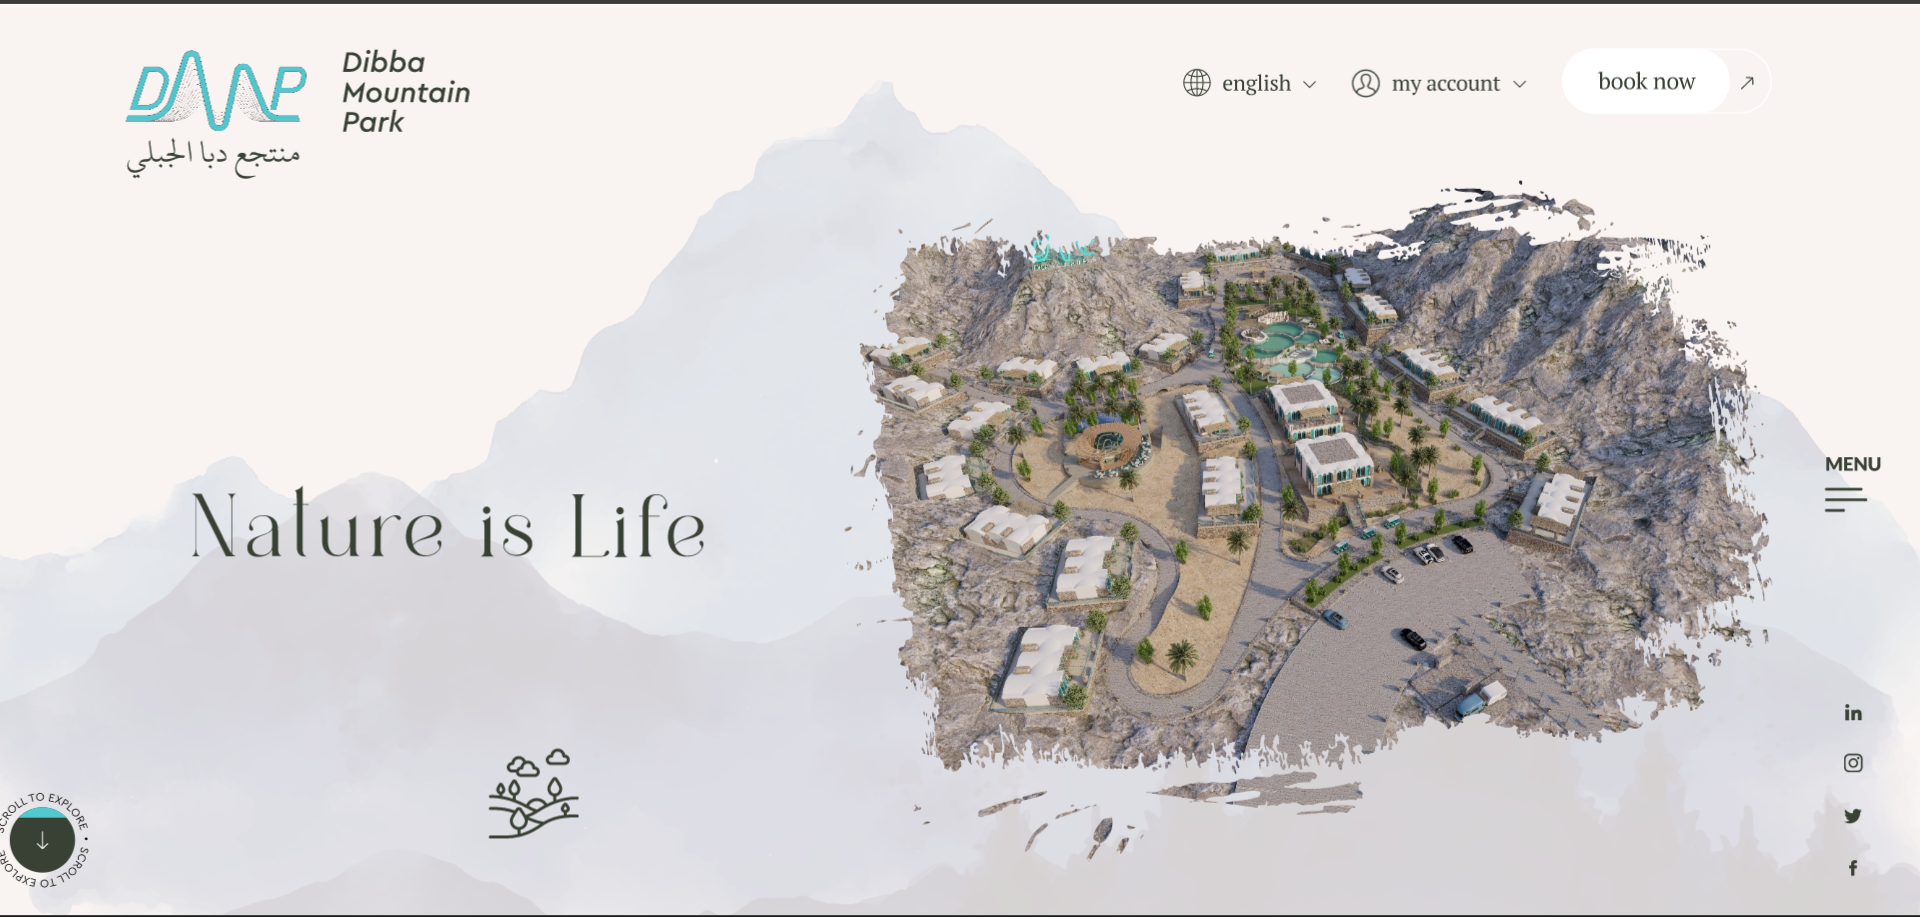 DMP
Dibba
Mountain
Park
منتجع دبا الجبلي
english
my account
book now
Nature is Life
MENU
SCROLL TO EXPLORE • SCROLL TO EXPLORE